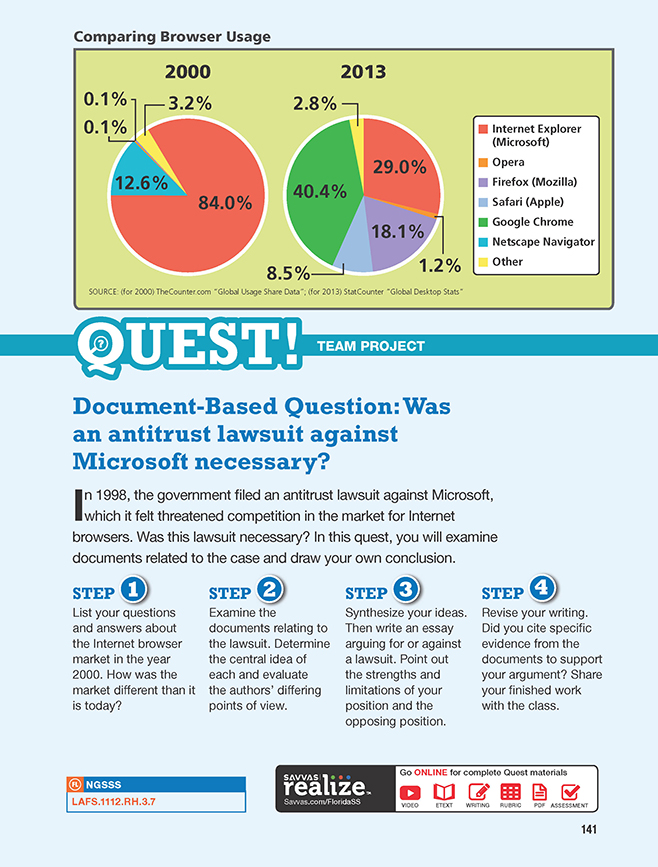 Comparing Browser Usage
2000
2013
0.1%
3.2%
0.1%
12.6%
84.0%
2.8%
29.0%
40.4%
18.1%
8.5%
1.2%
Internet Explorer
(Microsoft)
Opera
Firefox (Mozilla)
Safari (Apple)
Google Chrome
Netscape Navigator
Other
SOURCE: (for 2000) TheCounter.com "Global Usage Share Data"; (for 2013) StatCounter "Global Desktop Stats"
QUEST!
?
TEAM PROJECT
Document-Based Question: Was
an antitrust lawsuit against
Microsoft necessary?
In 1998, the government filed an antitrust lawsuit against Microsoft,
which it felt threatened competition in the market for Internet
browsers. Was this lawsuit necessary? In this quest, you will examine
documents related to the case and draw your own conclusion.
STEP 1
List your questions
and answers about
the Internet browser
market in the year
2000. How was the
market different than it
is today?
STEP 2
Examine the
documents relating to
the lawsuit. Determine
the central idea of
each and evaluate
the authors' differing
points of view.
STEP 3
Synthesize your ideas.
Then write an essay
arguing for or against
a lawsuit. Point out
the strengths and
limitations of your
position and the
opposing position.
STEP 4
Revise your writing.
Did you cite specific
evidence from the
documents to support
your argument? Share
your finished work
with the class.
FL NGSSS
LAFS.1112.RH.3.7
SAVVAS
realize™
Savvas.com/FloridaSS
Go ONLINE for complete Quest materials
VIDEO
ETEXT
WRITING
RUBRIC
PDF
ASSESSMENT
141